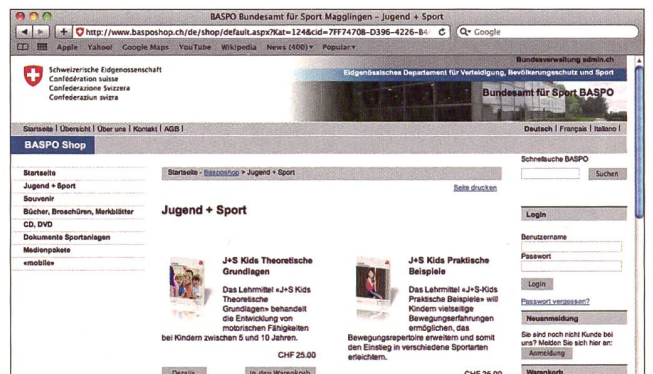 BASPO Bundesamt für Sport Magglingen – Jugend + Sport
http://www.basposhop.ch/de/shop/default.aspx?Kat=124&cid=7FF7470B-D396-4226-B4
Google
Apple Yahoo! Google Maps YouTube Wikipedia News (400) Popular
Bundesverwaltung admin.ch
Schweizerische Eidgenossenschaft
Confédération suisse
Confederazione Svizzera
Confederaziun svizra
Eidgenössisches Departement für Verteidigung, Bevölkerungsschutz und Sport
Bundesamt für Sport BASPO
Startseite | Übersicht | Über uns | Kontakt | AGB |
Deutsch | Français | Italiano |
BASPO Shop
Startseite
Jugend + Sport
Souvenir
Bücher, Broschüren, Merkblätter
CD, DVD
Dokumente Sportanlagen
Medienpakete
«mobile»
Startseite - Basposhop > Jugend + Sport
Seite drucken
Jugend + Sport
J+S Kids Theoretische
Grundlagen
Das Lehrmittel «J+S Kids
Theoretische
Grundlagen» behandelt
die Entwicklung von
motorischen Fähigkeiten
bei Kindern zwischen 5 und 10 Jahren.
CHF 25.00
Details
In den Warenkorb
J+S Kids Praktische
Beispiele
Das Lehrmittel «J+S-Kids
Praktische Beispiele» will
Kindern vielseitige
Bewegungserfahrungen
ermöglichen, das
Bewegungsrepertoire erweitern und somit
den Einstieg in verschiedene Sportarten
erleichtern.
CHF 25.00
Schnellsuche BASPO
Suchen
Login
Benutzername
Passwort
Login
Passwort vergessen?
Neuanmeldung
Sie sind noch nicht Kunde bei
uns? Melden Sie sich hier an:
Anmeldung
Warenkorb